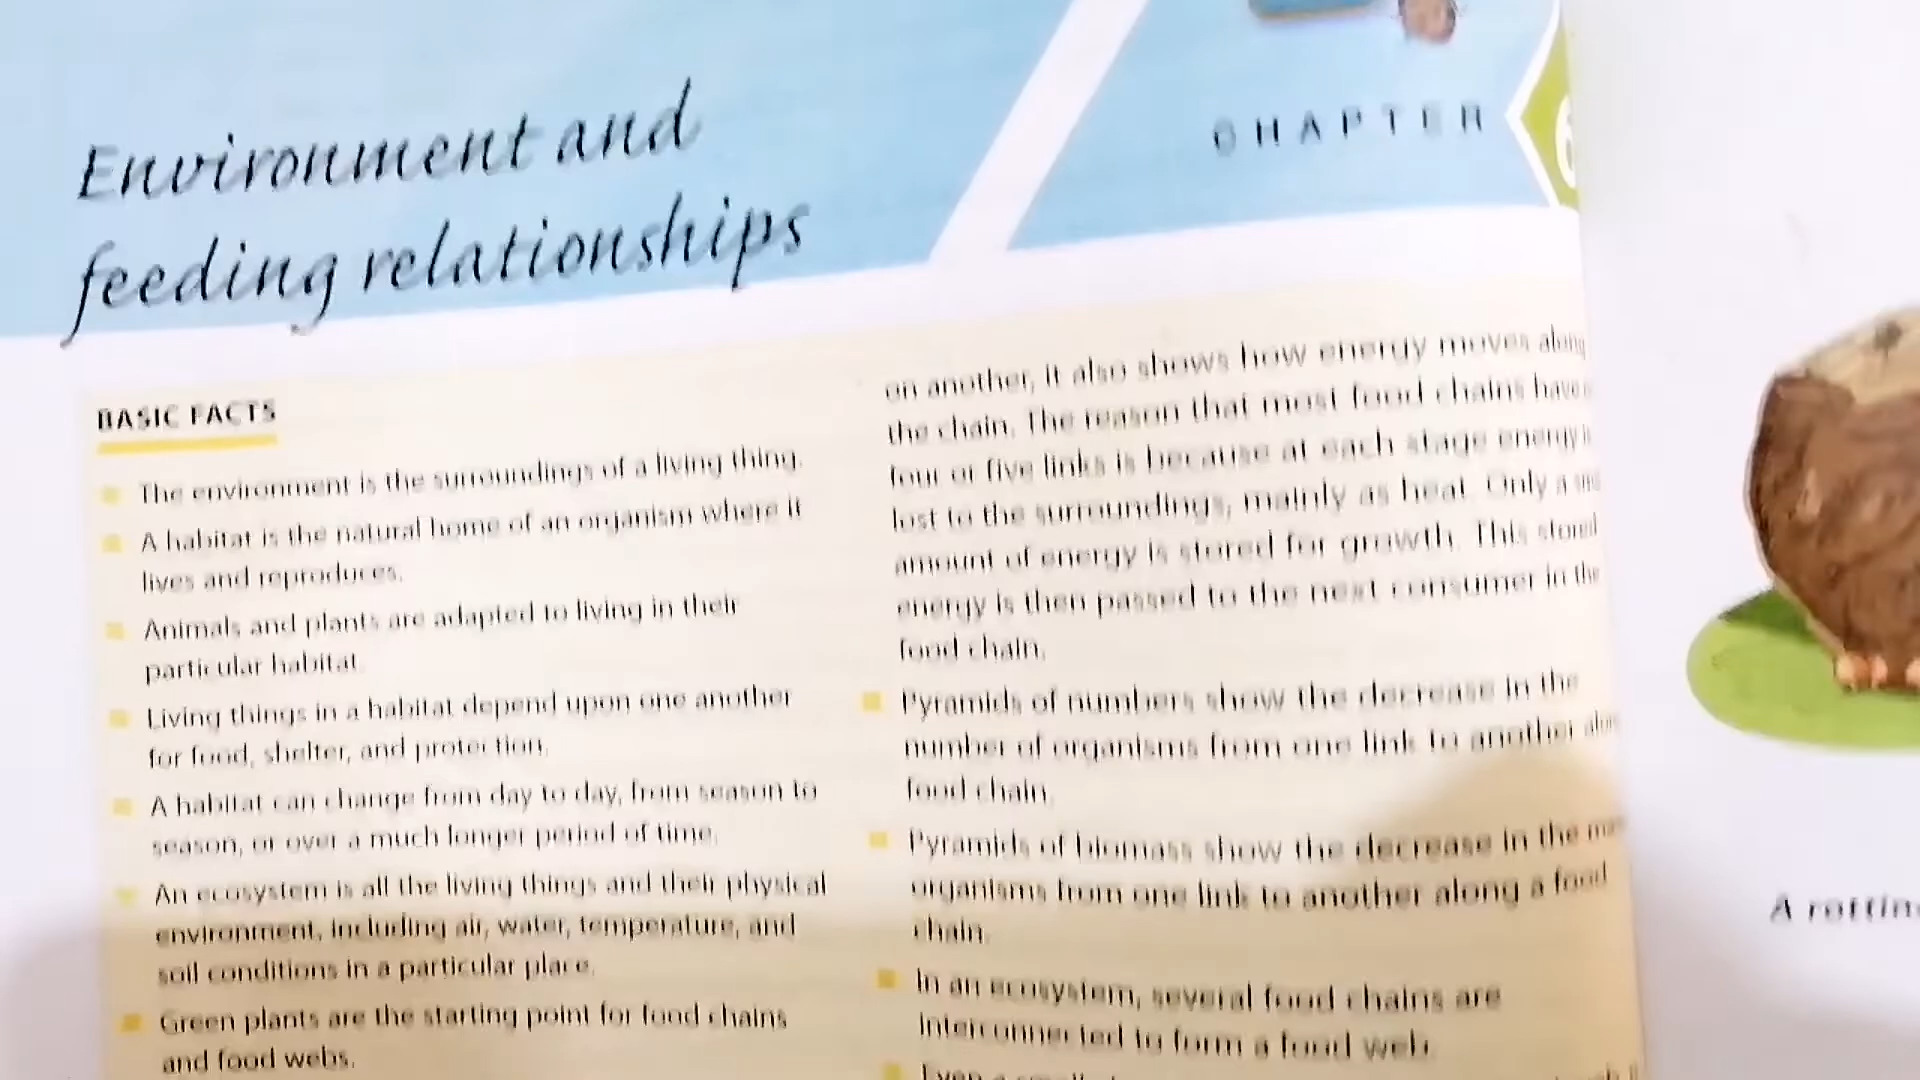 Environment and
feeding relationships
CHAPTER
6
BASIC FACTS
The environment is the surroundings of a living thing.
A habitat is the natural home of an organism where it
lives and reproduces.
Animals and plants are adapted to living in their
particular habitat.
Living things in a habitat depend upon one another
for food, shelter, and protection.
A habitat can change from day to day, from season to
season, or over a much longer period of time.
An ecosystem is all the living things and their physical
environment, including air, water, temperature, and
soil conditions in a particular place.
Green plants are the starting point for food chains
and food webs.
on another, it also shows how energy moves along
the chain. The reason that most food chains have
four or five links is because at each stage energy
lost to the surroundings, mainly as heat. Only a
amount of energy is stored for growth. This stored
energy is then passed to the next consumer in the
food chain.
Pyramids of numbers show the decrease in the
number of organisms from one link to another
food chain.
Pyramids of biomass show the decrease in the
organisms from one link to another along a food
chain.
In an ecosystem, several food chains are
interconnected to form a food web.
Even a
A